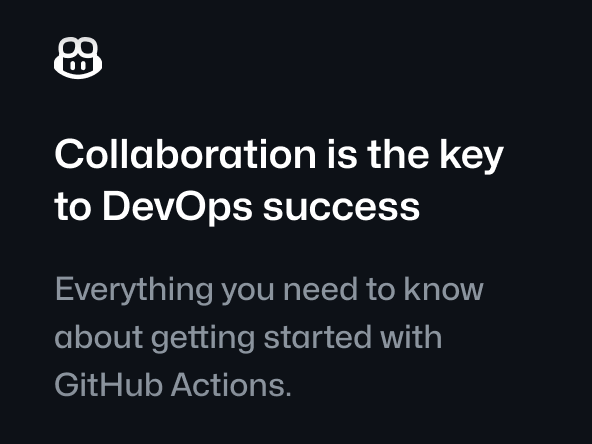 Collaboration is the key
to DevOps success
Everything you need to know
about getting started with
GitHub Actions.